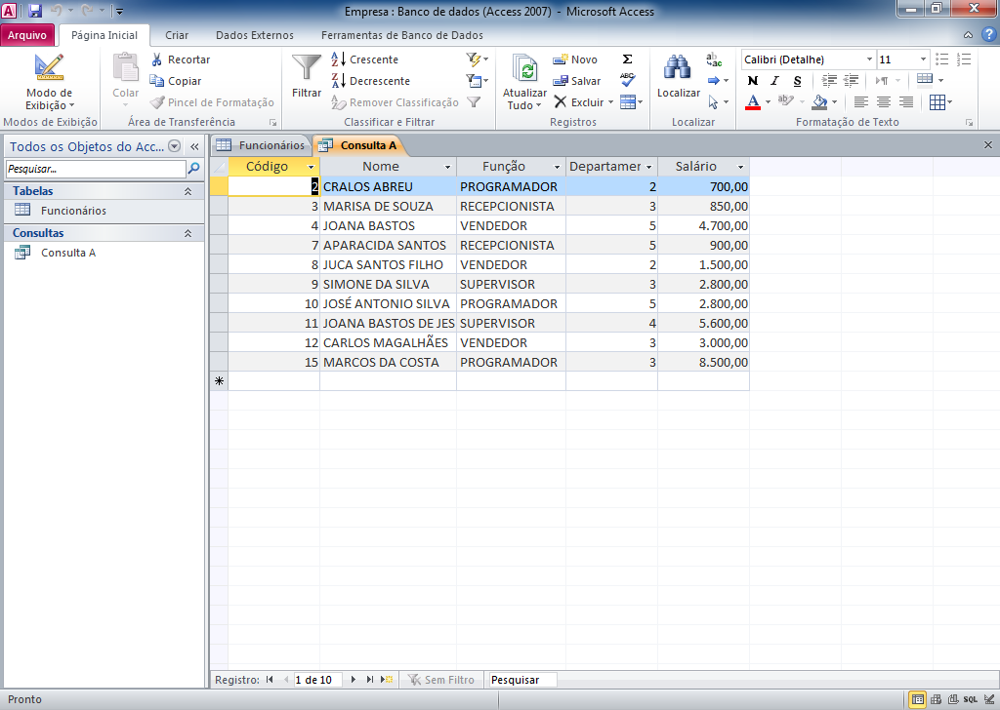 Empresa : Banco de dados (Access 2007) - Microsoft Access
Arquivo Página Inicial Criar Dados Externos Ferramentas de Banco de Dados
Modo de Exibição
Modos de Exibição
Colar
Recortar
Copiar
Pincel de Formatação
Área de Transferência
Filtrar
Crescente
Decrescente
Remover Classificação
Classificar e Filtrar
Atualizar Tudo
Novo
Salvar
Excluir
Registros
Localizar
Localizar
Calibri (Detalhe) 11
N I S
Formatação de Texto
Todos os Objetos do Acc...
Pesquisar...
Tabelas
Funcionários
Consultas
Consulta A
Funcionários Consulta A
Código Nome Função Departamer Salário
2 CRALOS ABREU PROGRAMADOR 2 700,00
3 MARISA DE SOUZA RECEPCIONISTA 3 850,00
4 JOANA BASTOS VENDEDOR 5 4.700,00
7 APARACIDA SANTOS RECEPCIONISTA 5 900,00
8 JUCA SANTOS FILHO VENDEDOR 2 1.500,00
9 SIMONE DA SILVA SUPERVISOR 3 2.800,00
10 JOSÉ ANTONIO SILVA PROGRAMADOR 5 2.800,00
11 JOANA BASTOS DE JES SUPERVISOR 4 5.600,00
12 CARLOS MAGALHÃES VENDEDOR 3 3.000,00
15 MARCOS DA COSTA PROGRAMADOR 3 8.500,00
Registro: 1 de 10 Sem Filtro Pesquisar
Pronto SQL